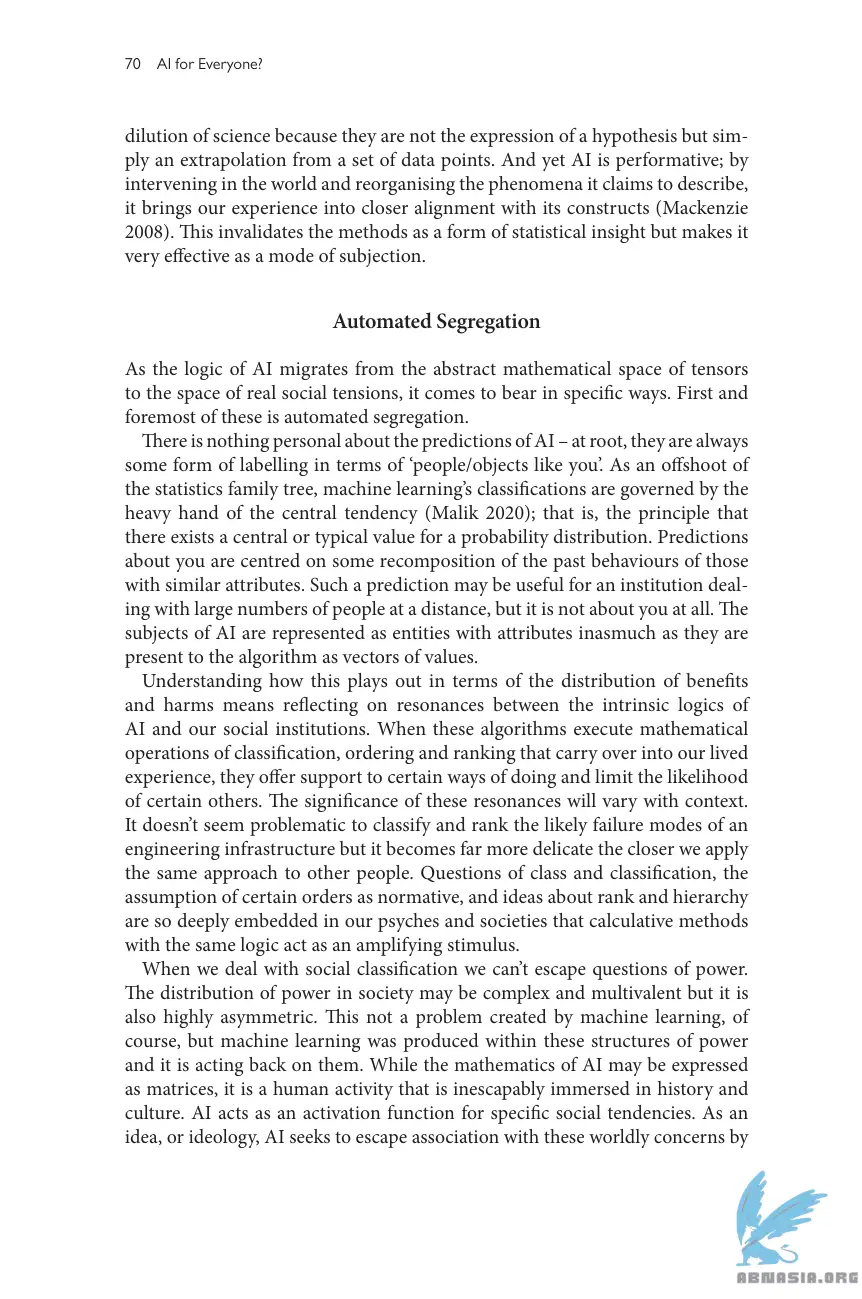 70 AI for Everyone?
dilution of science because they are not the expression of a hypothesis but sim-
ply an extrapolation from a set of data points. And yet AI is performative; by
intervening in the world and reorganising the phenomena it claims to describe,
it brings our experience into closer alignment with its constructs (Mackenzie
2008). This invalidates the methods as a form of statistical insight but makes it
very effective as a mode of subjection.
Automated Segregation
As the logic of AI migrates from the abstract mathematical space of tensors
to the space of real social tensions, it comes to bear in specific ways. First and
foremost of these is automated segregation.
There is nothing personal about the predictions of AI – at root, they are always
some form of labelling in terms of ‘people/objects like you’. As an offshoot of
the statistics family tree, machine learning’s classifications are governed by the
heavy hand of the central tendency (Malik 2020); that is, the principle that
there exists a central or typical value for a probability distribution. Predictions
about you are centred on some recomposition of the past behaviours of those
with similar attributes. Such a prediction may be useful for an institution deal-
ing with large numbers of people at a distance, but it is not about you at all. The
subjects of AI are represented as entities with attributes inasmuch as they are
present to the algorithm as vectors of values.
Understanding how this plays out in terms of the distribution of benefits
and harms means reflecting on resonances between the intrinsic logics of
AI and our social institutions. When these algorithms execute mathematical
operations of classification, ordering and ranking that carry over into our lived
experience, they offer support to certain ways of doing and limit the likelihood
of certain others. The significance of these resonances will vary with context.
It doesn’t seem problematic to classify and rank the likely failure modes of an
engineering infrastructure but it becomes far more delicate the closer we apply
the same approach to other people. Questions of class and classification, the
assumption of certain orders as normative, and ideas about rank and hierarchy
are so deeply embedded in our psyches and societies that calculative methods
with the same logic act as an amplifying stimulus.
When we deal with social classification we can’t escape questions of power.
The distribution of power in society may be complex and multivalent but it is
also highly asymmetric. This not a problem created by machine learning, of
course, but machine learning was produced within these structures of power
and it is acting back on them. While the mathematics of AI may be expressed
as matrices, it is a human activity that is inescapably immersed in history and
culture. AI acts as an activation function for specific social tendencies. As an
idea, or ideology, AI seeks to escape association with these worldly concerns by
ABNASIA.ORG